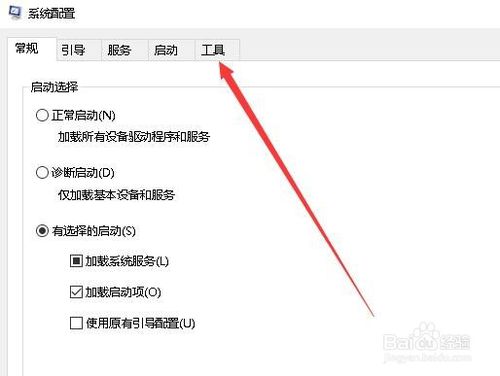 系统配置
常规 引导 服务 启动 工具
启动选择
正常启动(N)
加载所有设备驱动程序和服务
诊断启动(D)
仅加载基本设备和服务
有选择的启动(S)
加载系统服务(L)
加载启动项(O)
使用原有引导配置(U)
Baidu 经验
jingyan.baidu.com